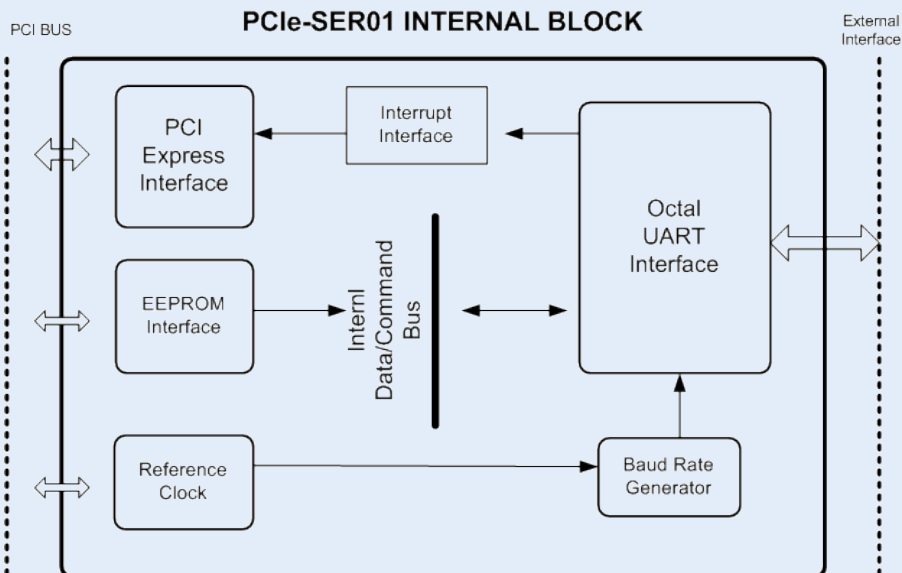 PCIe-SER01 INTERNAL BLOCK
PCI BUS
External
Interface
PCI
Express
Interface
Interrupt
Interface
Octal
UART
Interface
EEPROM
Interface
Internl
Data/Command
Bus
Reference
Clock
Baud Rate
Generator